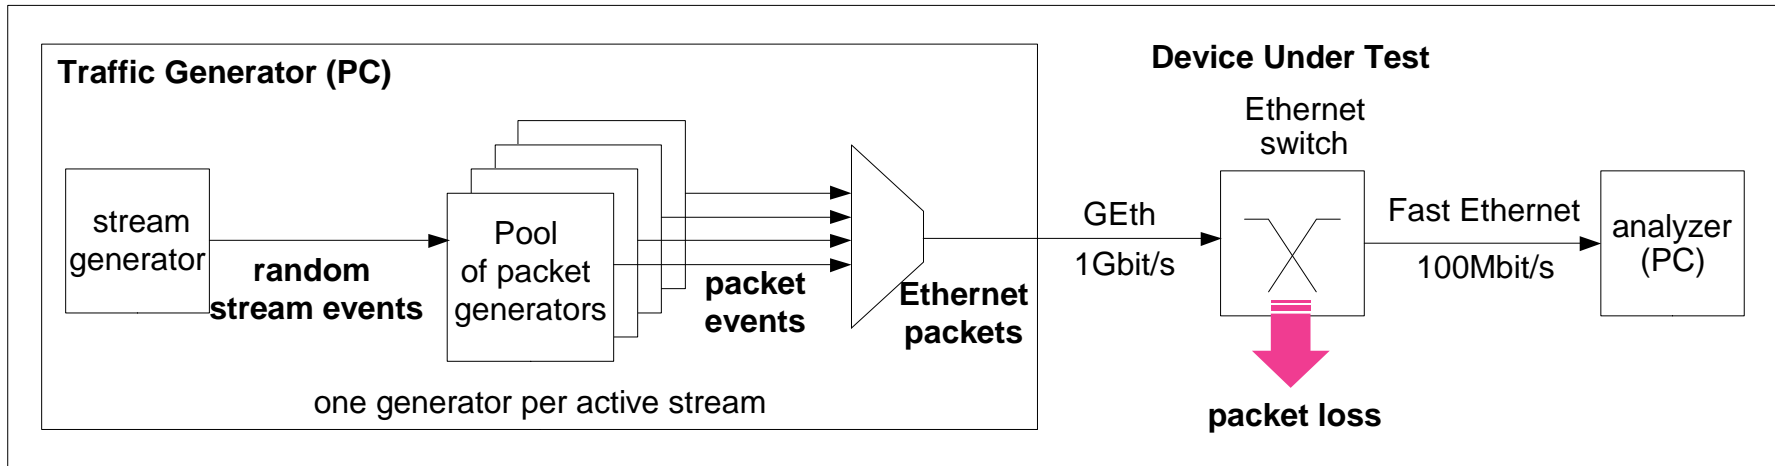 Traffic Generator (PC)
stream
generator
random
stream events
Pool
of packet
generators
packet
events
Ethernet
packets
one generator per active stream
Device Under Test
Ethernet
switch
GEth
1Gbit/s
packet loss
Fast Ethernet
100Mbit/s
analyzer
(PC)